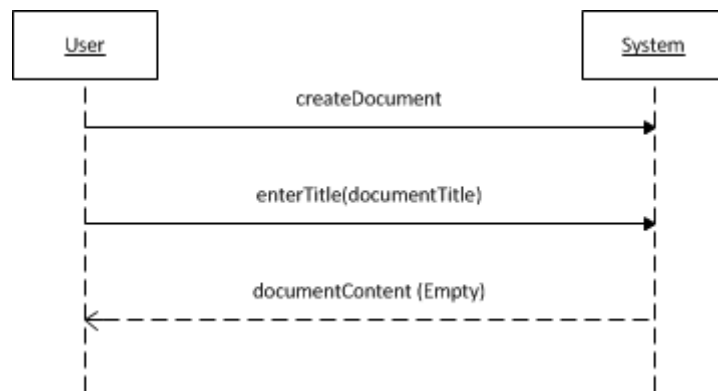 User
System
createDocument
enterTitle(documentTitle)
documentContent (Empty)